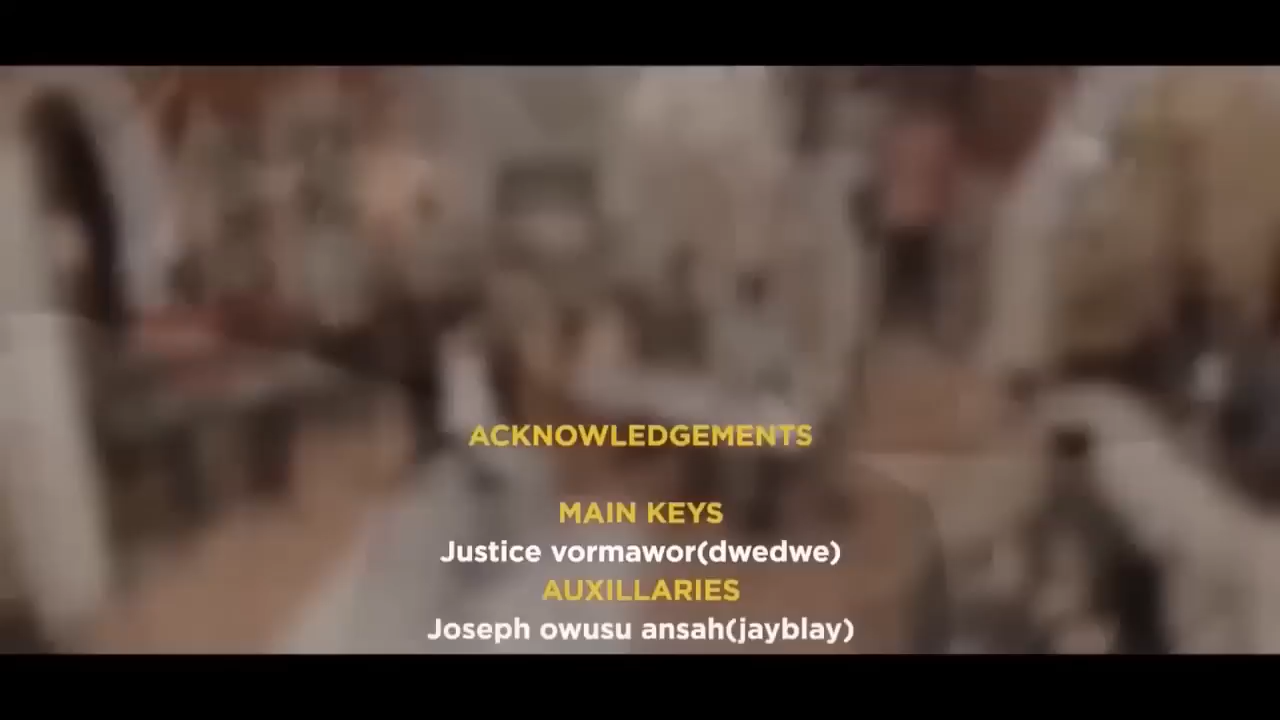 ACKNOWLEDGEMENTS
MAIN KEYS
Justice vormawor(dwedwe)
AUXILLARIES
Joseph owusu ansah(jayblay)